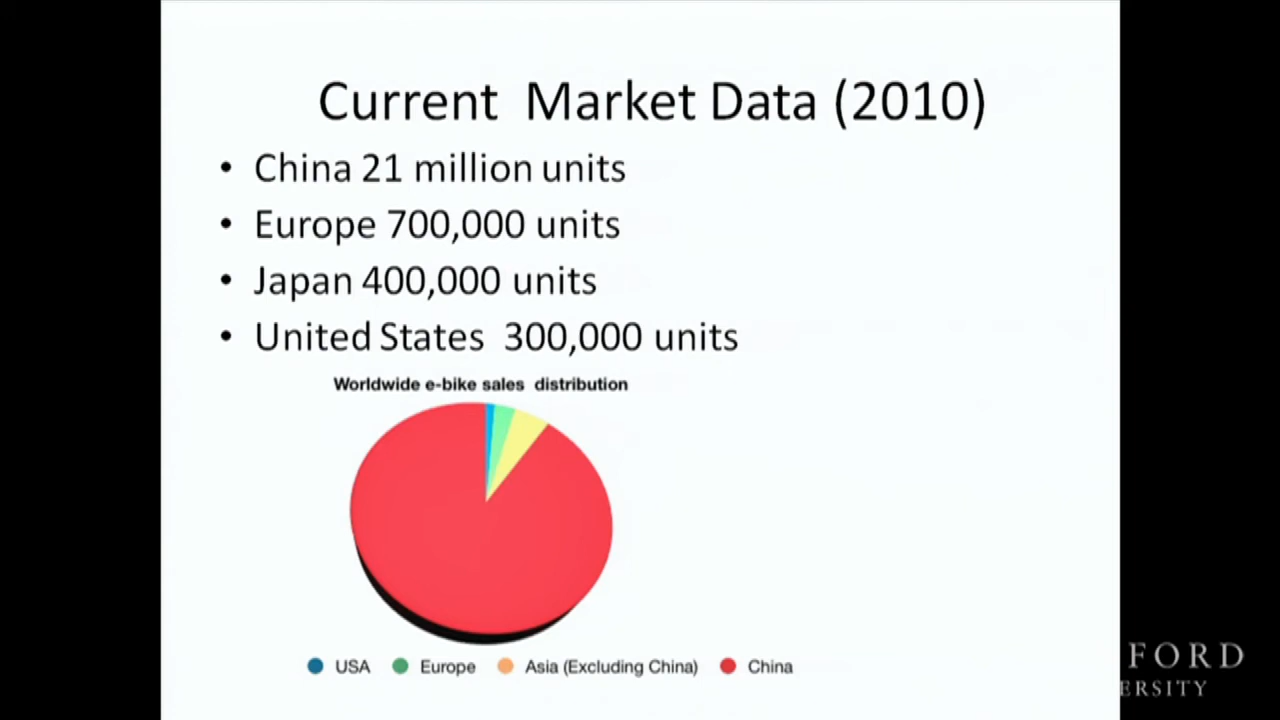 Current Market Data (2010)
• China 21 million units
• Europe 700,000 units
• Japan 400,000 units
• United States 300,000 units
Worldwide e-bike sales distribution
USA Europe Asia (Excluding China) China
FORD
ERSITY